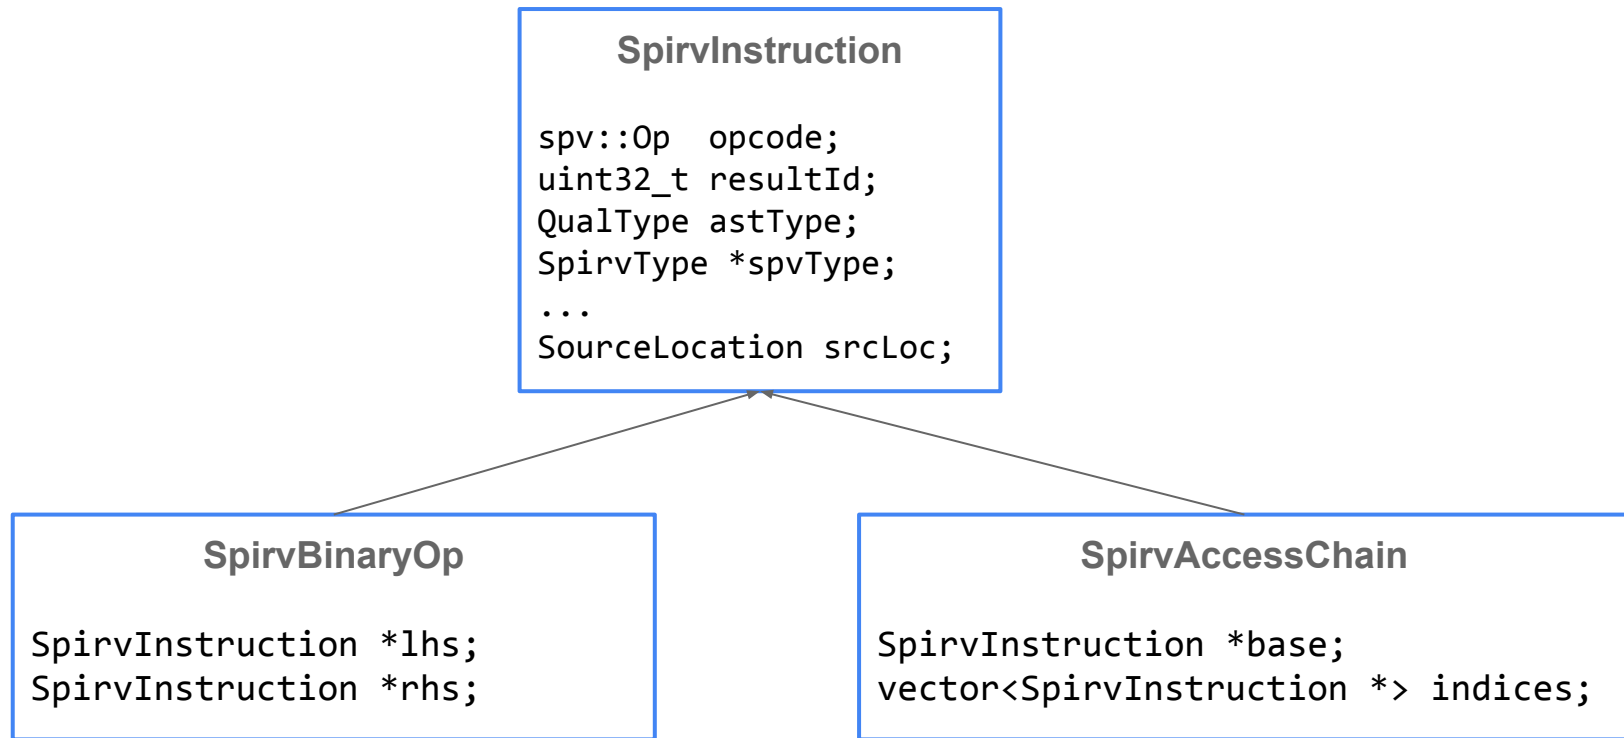 SpirvInstruction
spv::Op  opcode;
uint32_t resultId;
QualType astType;
SpirvType *spvType;
...
SourceLocation srcLoc;
SpirvBinaryOp
SpirvInstruction *lhs;
SpirvInstruction *rhs;
SpirvAccessChain
SpirvInstruction *base;
vector<SpirvInstruction *> indices;